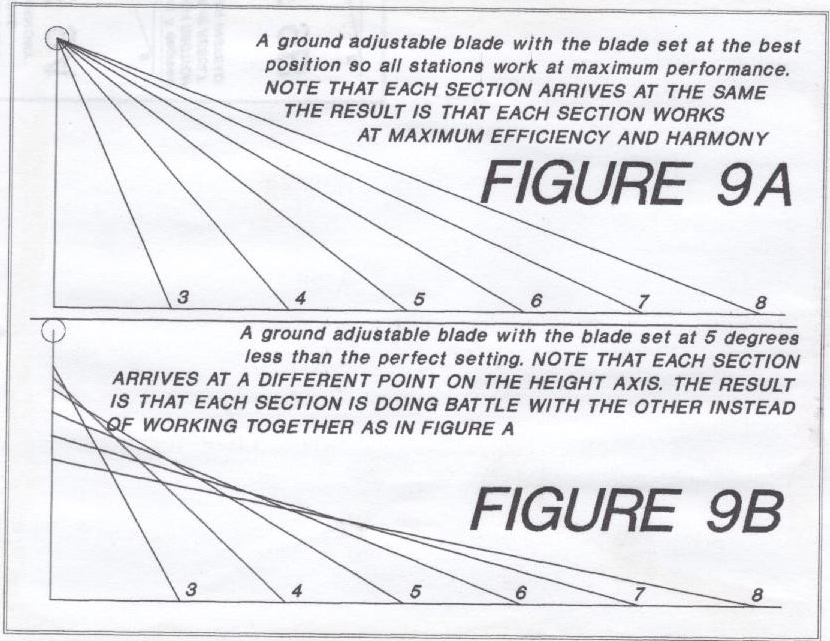 A ground adjustable blade with the blade set at the best
position so all stations work at maximum performance.
NOTE THAT EACH SECTION ARRIVES AT THE SAME
THE RESULT IS THAT EACH SECTION WORKS
AT MAXIMUM EFFICIENCY AND HARMONY
FIGURE 9A
3 4 5 6 7 8
A ground adjustable blade with the blade set at 5 degrees
less than the perfect setting. NOTE THAT EACH SECTION
ARRIVES AT A DIFFERENT POINT ON THE HEIGHT AXIS. THE RESULT
IS THAT EACH SECTION IS DOING BATTLE WITH THE OTHER INSTEAD
OF WORKING TOGETHER AS IN FIGURE A
FIGURE 9B
3 4 5 6 7 8